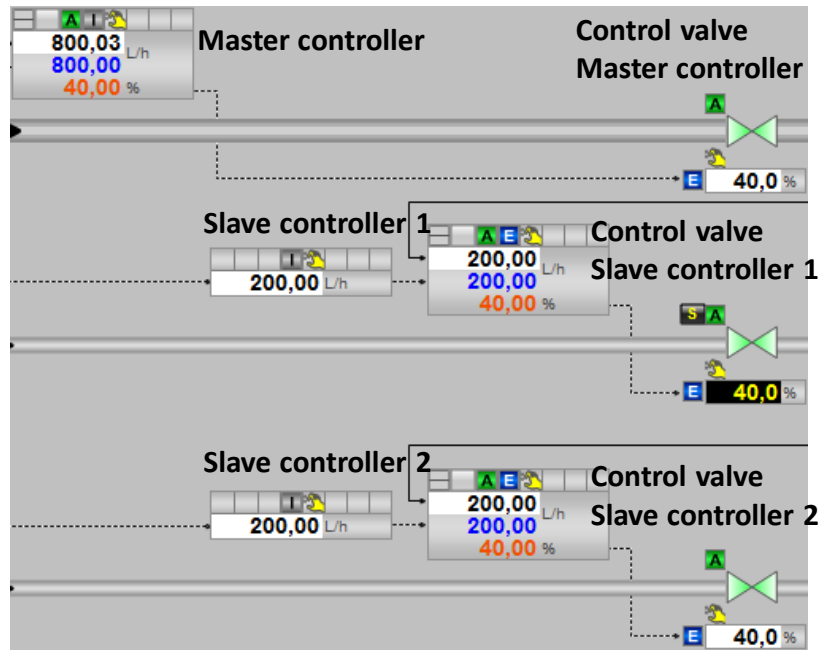 A I
800,03 L/h
800,00
40,00 %
Master controller
Control valve
Master controller
A
E 40,0 %
Slave controller 1
I
200,00 L/h
A E
200,00 L/h
200,00
40,00 %
Control valve
Slave controller 1
S A
E 40,0 %
Slave controller 2
I
200,00 L/h
A E
200,00 L/h
200,00
40,00 %
Control valve
Slave controller 2
A
E 40,0 %